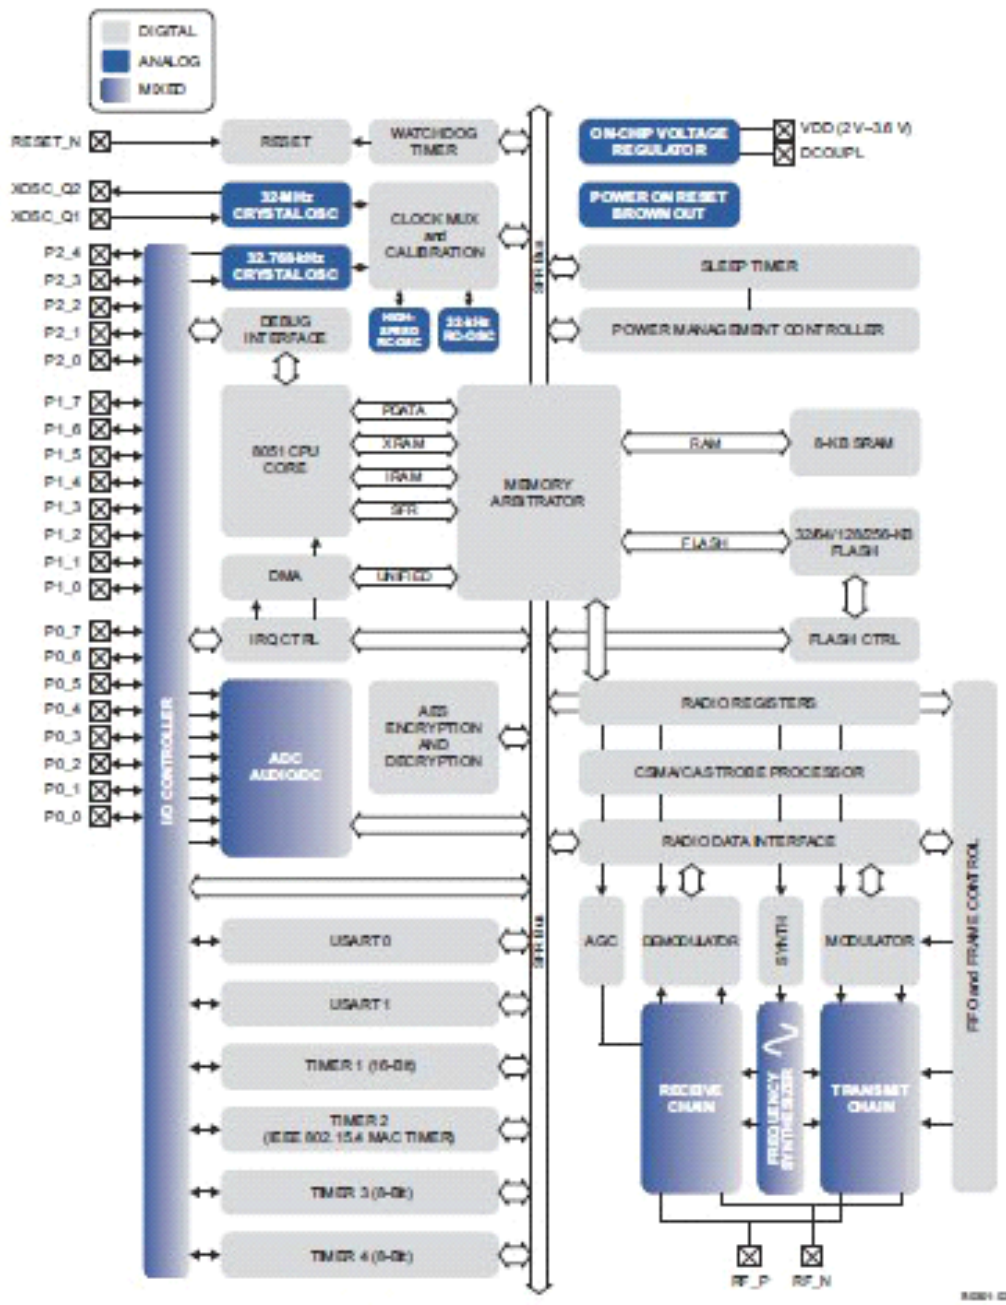 DIGITAL
ANALOG
MIXED
RESET_N
RESET
WATCHDOG
TIMER
ON-CHIP VOLTAGE
REGULATOR
VDD (2 V–3.6 V)
DCOUPL
XOSC_Q2
XOSC_Q1
32-MHz
CRYSTAL OSC
CLOCK MUX
and
CALIBRATION
POWER ON RESET
BROWN OUT
SFR Bus
P2_4
P2_3
P2_2
P2_1
P2_0
32.768-kHz
CRYSTAL OSC
SLEEP TIMER
DEBUG
INTERFACE
HIGH-
SPEED
RC-OSC
32-kHz
RC-OSC
POWER MANAGEMENT CONTROLLER
P1_7
P1_6
P1_5
P1_4
P1_3
P1_2
P1_1
P1_0
8051 CPU
CORE
PDATA
XRAM
IRAM
SFR
MEMORY
ARBITRATOR
RAM
8-KB SRAM
FLASH
32/64/128/256-KB
FLASH
DMA
UNIFIED
P0_7
P0_6
P0_5
P0_4
P0_3
P0_2
P0_1
P0_0
IRQ CTRL
FLASH CTRL
I/O CONTROLLER
ADC
AUDIO/DC
AES
ENCRYPTION
AND
DECRYPTION
RADIO REGISTERS
CSMA/CA STROBE PROCESSOR
RADIO DATA INTERFACE
FIFO and FRAME CONTROL
SFR Bus
USART 0
USART 1
TIMER 1 (16-Bit)
TIMER 2
(IEEE 802.15.4 MAC TIMER)
TIMER 3 (8-Bit)
TIMER 4 (8-Bit)
AGC
DEMODULATOR
SYNTH
MODULATOR
RECEIVE
CHAIN
FREQUENCY
SYNTHESIZER
TRANSMIT
CHAIN
RF_P
RF_N